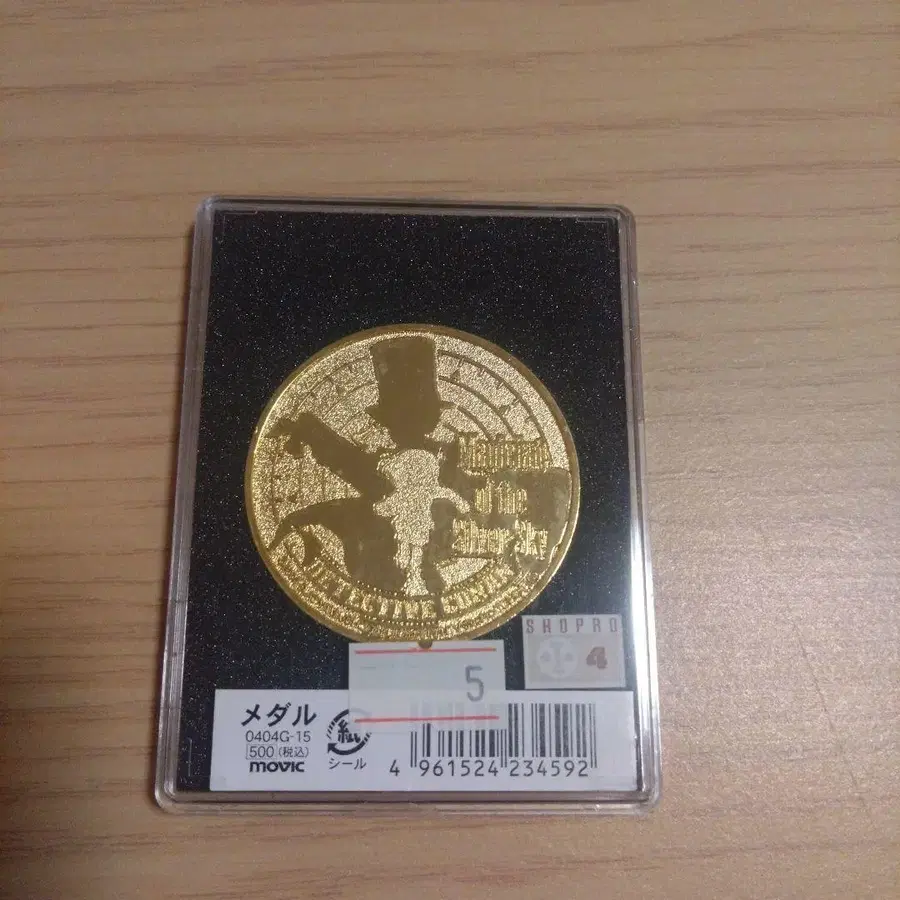 Magician
of the
Silver Sky
DETECTIVE CONAN
SHOPRO
4
5
メダル
0404G-15
500(税込)
movic
紙
シール
4 961524 234592